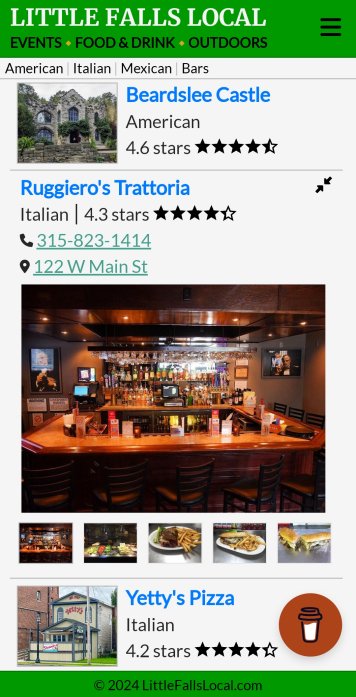 LITTLE FALLS LOCAL
EVENTS • FOOD & DRINK • OUTDOORS
American | Italian | Mexican | Bars
Beardslee Castle
American
4.6 stars ★★★★⯪
Ruggiero's Trattoria
Italian | 4.3 stars ★★★★⯪
315-823-1414
122 W Main St
Yetty's Pizza
Italian
4.2 stars ★★★★⯪
© 2024 LittleFallsLocal.com